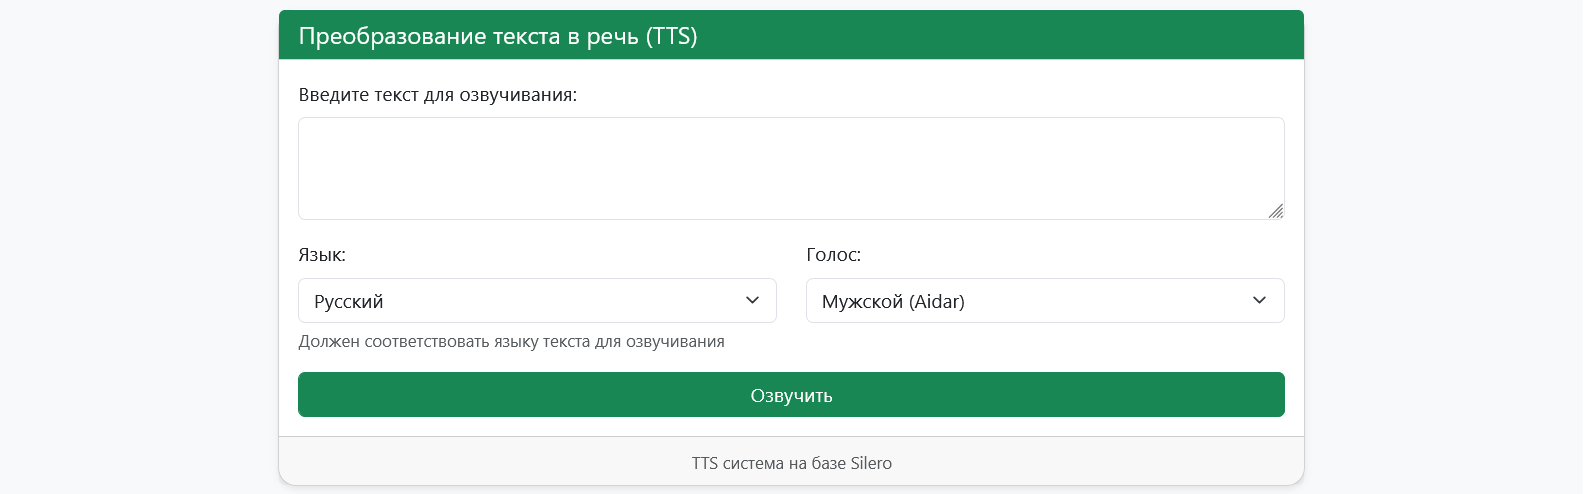 Преобразование текста в речь (TTS)
Введите текст для озвучивания:
Язык:
Голос:
Русский
Мужской (Aidar)
Должен соответствовать языку текста для озвучивания
Озвучить
TTS система на базе Silero